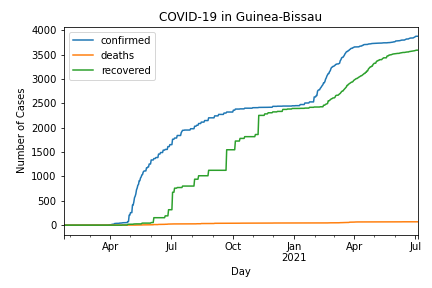 COVID-19 in Guinea-Bissau
confirmed
deaths
recovered
Number of Cases
4000
3500
3000
2500
2000
1500
1000
500
0
Apr
Jul
Oct
Jan
2021
Apr
Jul
Day